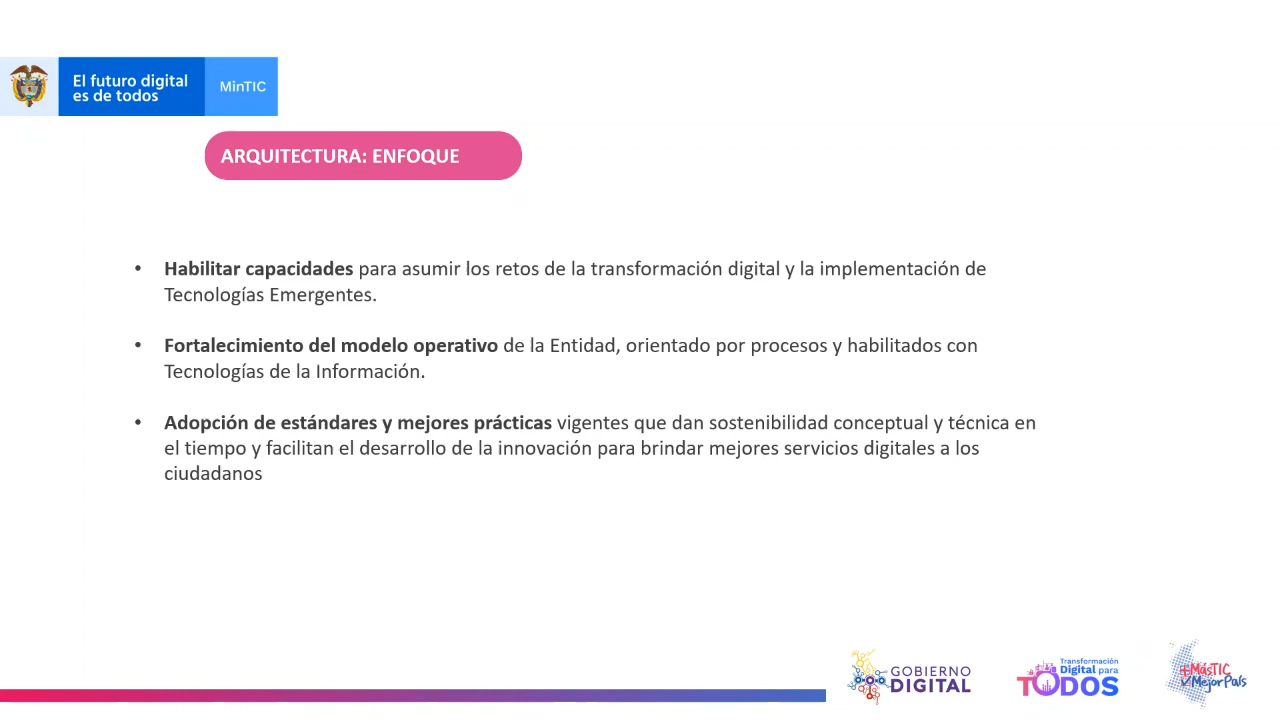 El futuro digital
es de todos
MinTIC
ARQUITECTURA: ENFOQUE
• Habilitar capacidades para asumir los retos de la transformación digital y la implementación de
Tecnologías Emergentes.
• Fortalecimiento del modelo operativo de la Entidad, orientado por procesos y habilitados con
Tecnologías de la Información.
• Adopción de estándares y mejores prácticas vigentes que dan sostenibilidad conceptual y técnica en
el tiempo y facilitan el desarrollo de la innovación para brindar mejores servicios digitales a los
ciudadanos
GOBIERNO
DIGITAL
Transformación
Digital para
TODOS
+MásTIC
✓MejorPaís